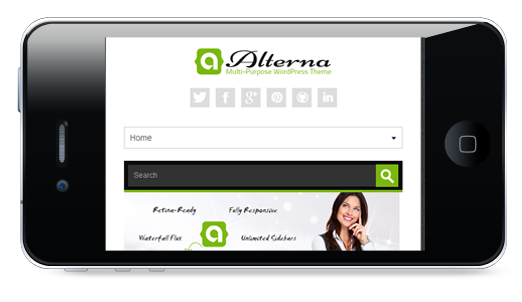 Alterna
Multi-Purpose WordPress Theme
Home
Search
Retina-Ready Fully Responsive
Waterfall Flux Unlimited Sidebars